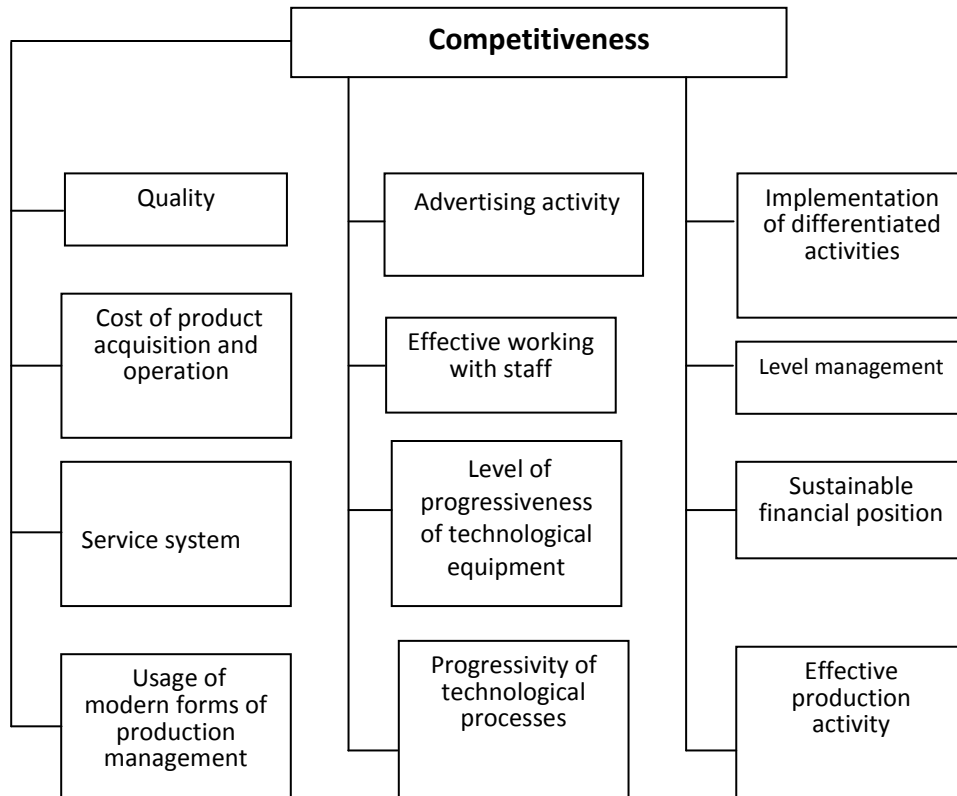 Competitiveness
Quality
Cost of product
acquisition and
operation
Service system
Usage of
modern forms of
production
management
Advertising activity
Effective working
with staff
Level of
progressiveness
of technological
equipment
Progressivity of
technological
processes
Implementation
of differentiated
activities
Level management
Sustainable
financial position
Effective
production
activity